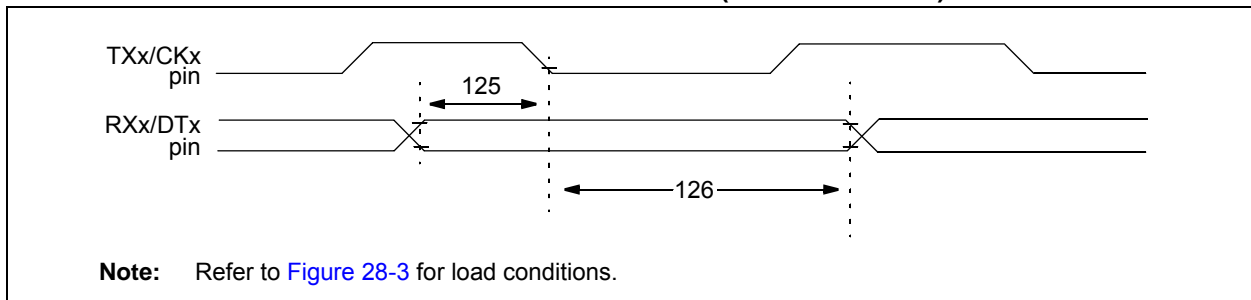 TXx/CKx
pin
125
RXx/DTx
pin
126
Note: Refer to Figure 28-3 for load conditions.